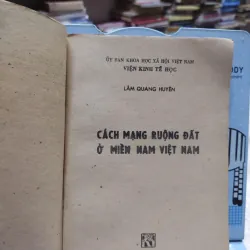 ỦY BAN KHOA HỌC XÃ HỘI VIỆT NAM
VIỆN KINH TẾ HỌC
LÂM QUANG HUYÊN
CÁCH MẠNG RUỘNG ĐẤT
Ở MIỀN NAM VIỆT NAM